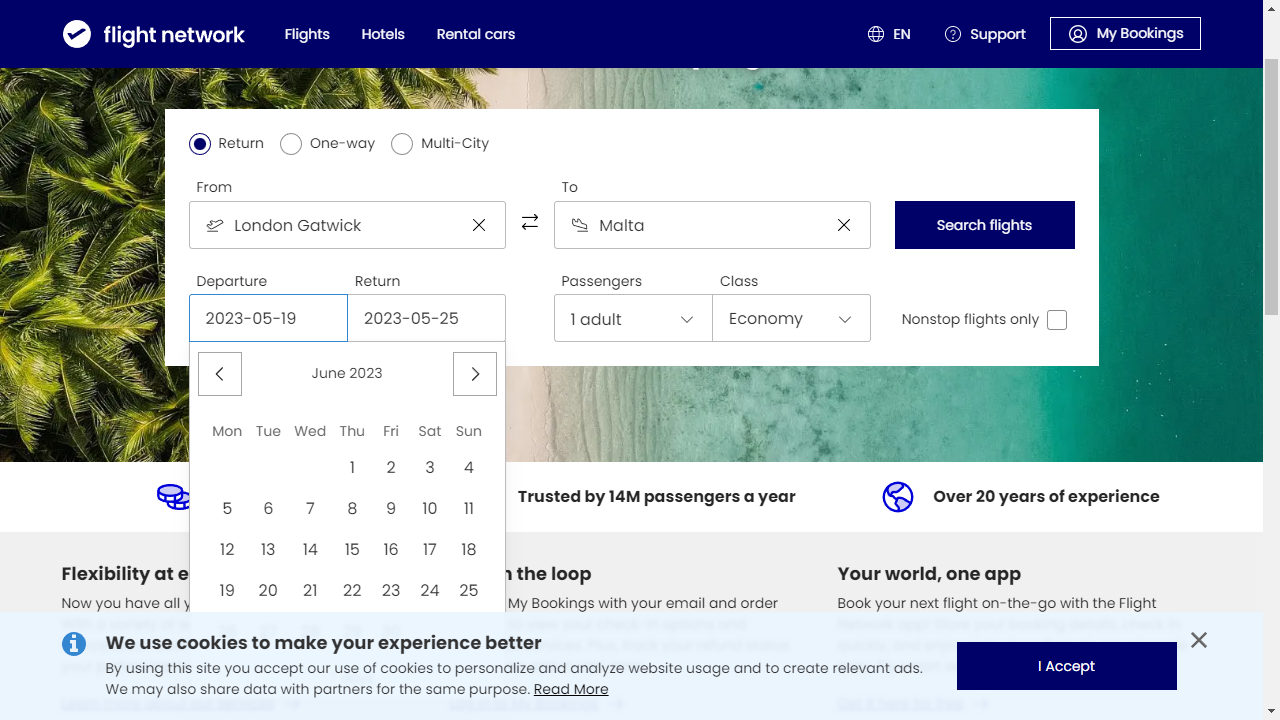 flight network Flights Hotels Rental cars EN Support My Bookings
Return One-way Multi-City
From To
London Gatwick Malta Search flights
Departure Return Passengers Class
2023-05-19 2023-05-25 1 adult Economy Nonstop flights only
June 2023
Mon Tue Wed Thu Fri Sat Sun
1 2 3 4
5 6 7 8 9 10 11
12 13 14 15 16 17 18
19 20 21 22 23 24 25
Trusted by 14M passengers a year Over 20 years of experience
Flexibility at
the loop
Your world, one app
Now you have all
My Bookings with your email and order
Book your next flight on-the-go with the Flight
We use cookies to make your experience better
By using this site you accept our use of cookies to personalize and analyze website usage and to create relevant ads.
We may also share data with partners for the same purpose. Read More
I Accept